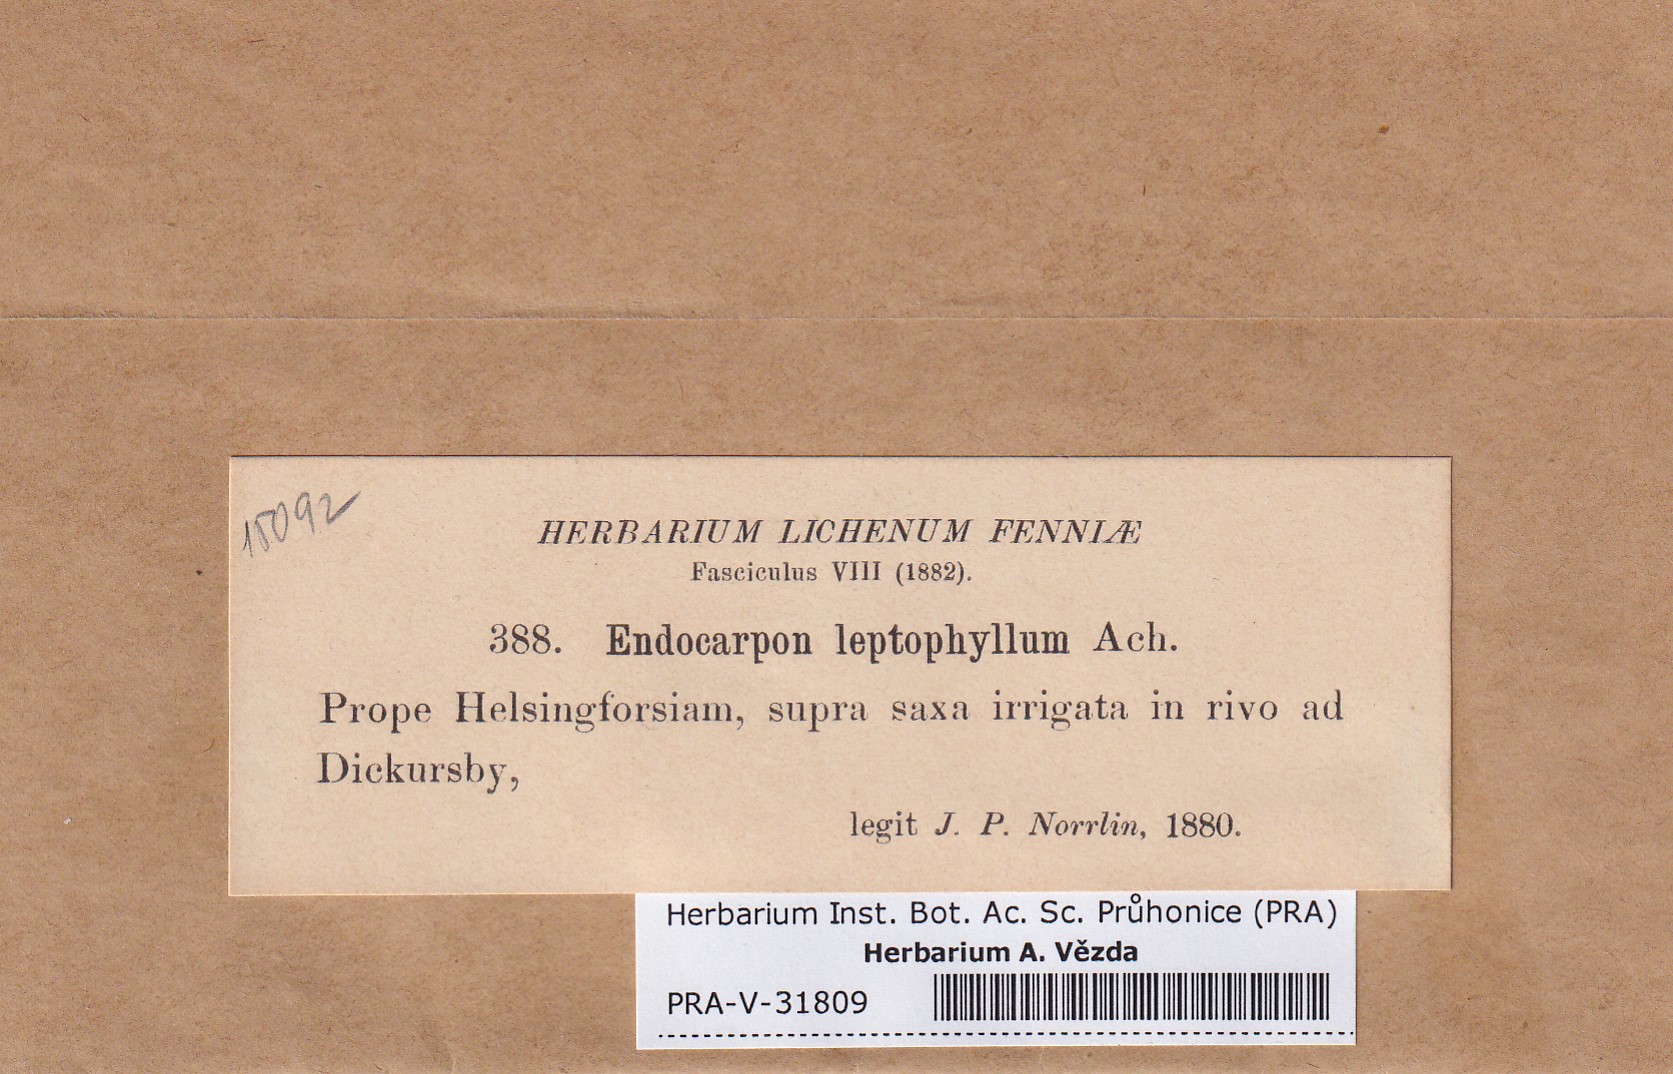 15092
HERBARIUM LICHENUM FENNIÆ
Fasciculus VIII (1882).
388. Endocarpon leptophyllum Ach.
Prope Helsingforsiam, supra saxa irrigata in rivo ad
Dickursby,
legit J. P. Norrlin, 1880.
Herbarium Inst. Bot. Ac. Sc. Průhonice (PRA)
Herbarium A. Vězda
PRA-V-31809